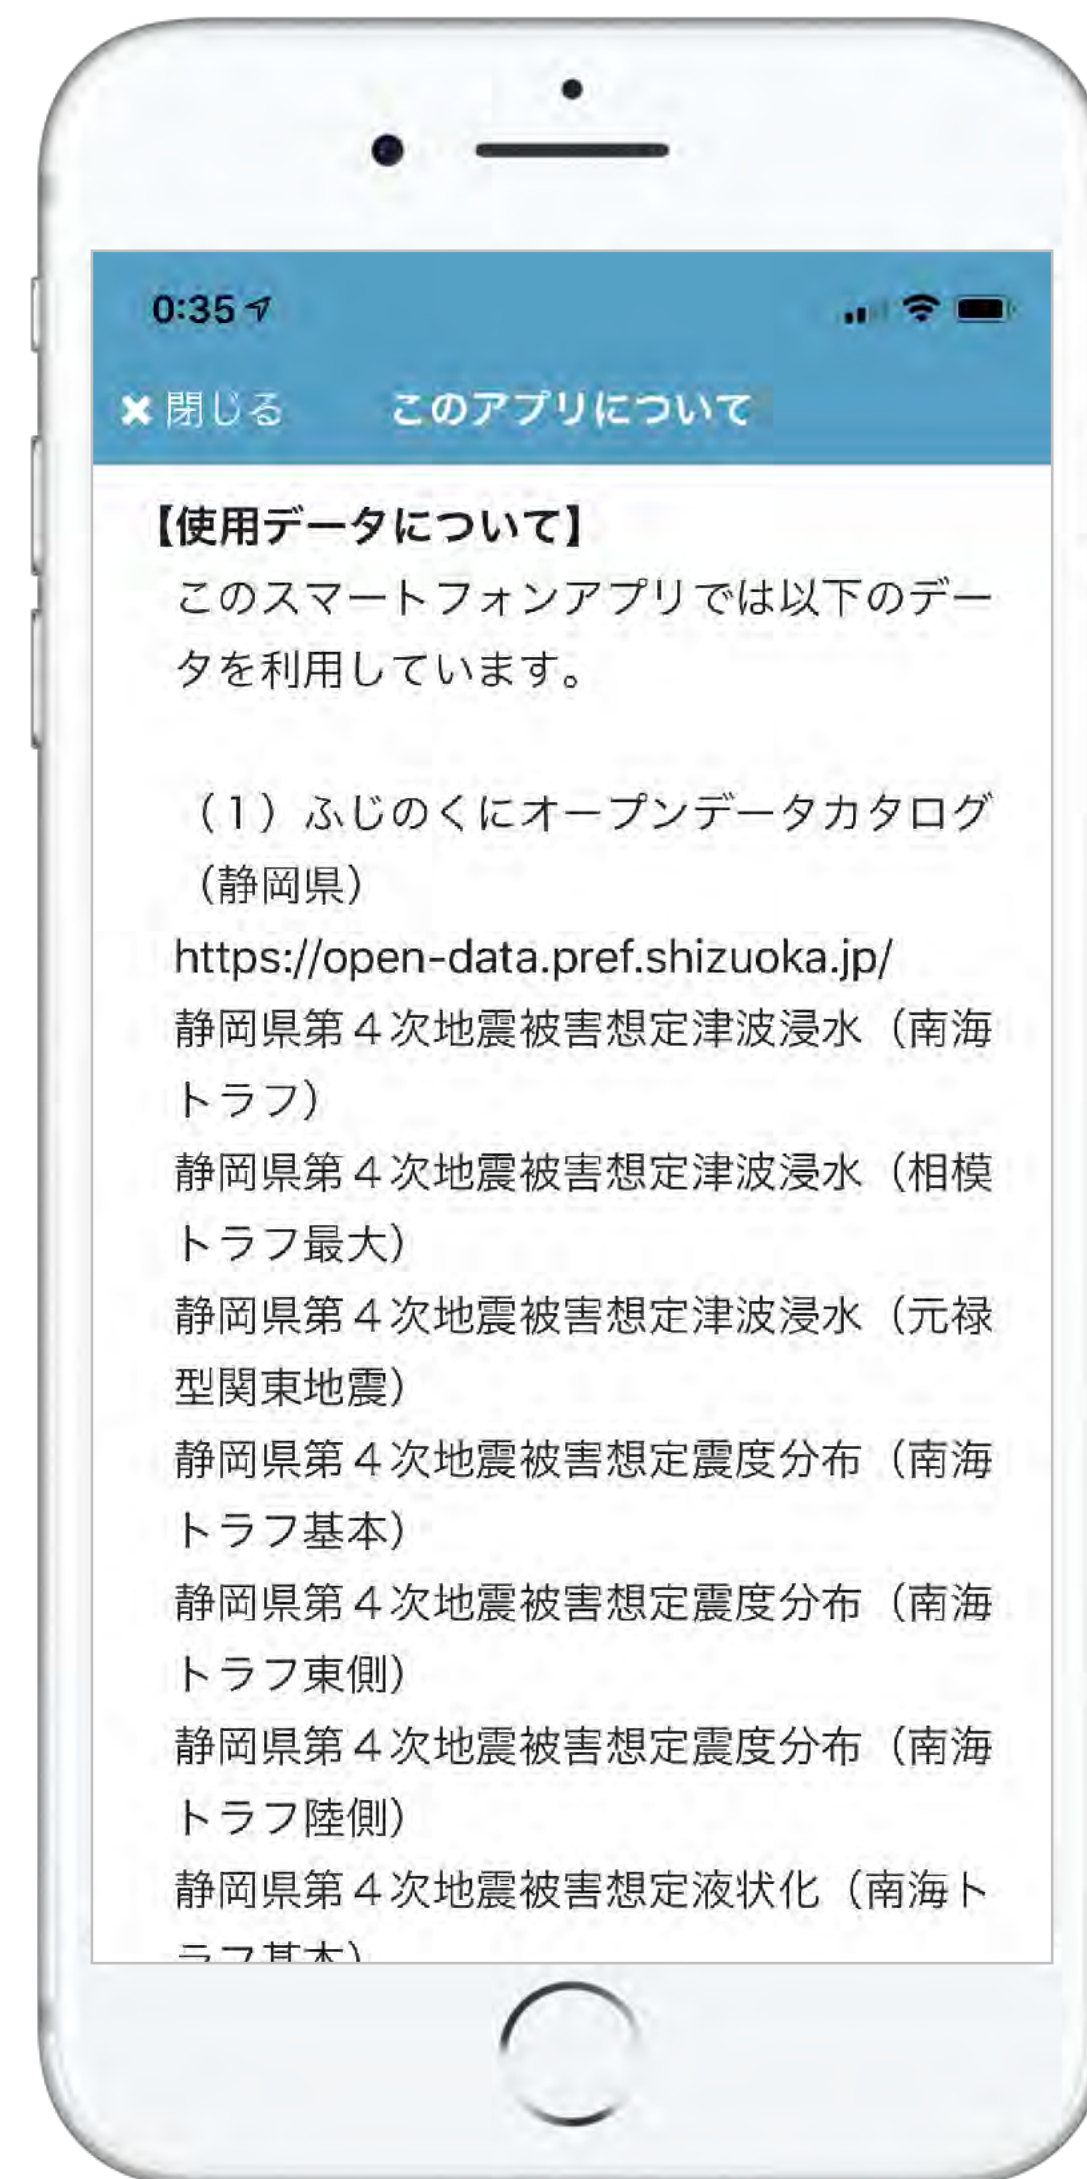 0:35
✖ 閉じる このアプリについて
【使用データについて】
このスマートフォンアプリでは以下のデー
タを利用しています。
（1）ふじのくにオープンデータカタログ
（静岡県）
https://open-data.pref.shizuoka.jp/
静岡県第４次地震被害想定津波浸水（南海
トラフ）
静岡県第４次地震被害想定津波浸水（相模
トラフ最大）
静岡県第４次地震被害想定津波浸水（元禄
型関東地震）
静岡県第４次地震被害想定震度分布（南海
トラフ基本）
静岡県第４次地震被害想定震度分布（南海
トラフ東側）
静岡県第４次地震被害想定震度分布（南海
トラフ陸側）
静岡県第４次地震被害想定液状化（南海ト
ラフ基本）